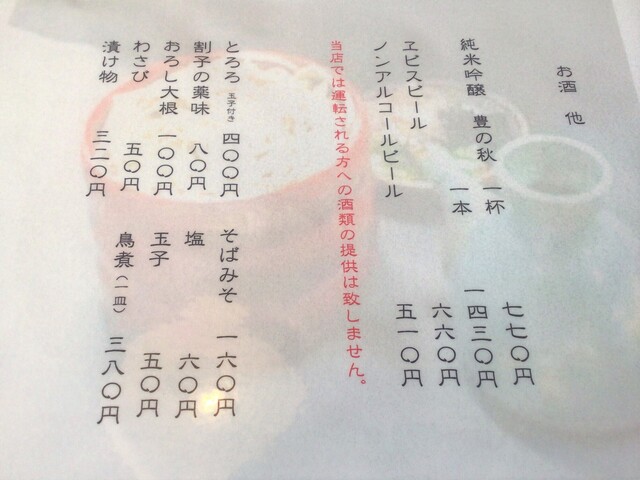 お酒 他
純米吟醸 豊の秋 一杯 七七〇円
一本 一四三〇円
ヱビスビール 六六〇円
ノンアルコールビール 五一〇円
当店では運転される方への酒類の提供は致しません。
とろろ 玉子付き 四〇〇円
割子の薬味 八〇円
おろし大根 一〇〇円
わさび 五〇円
漬け物 三二〇円
そばみそ 一六〇円
塩 六〇円
玉子 五〇円
鳥煮(一皿) 三八〇円